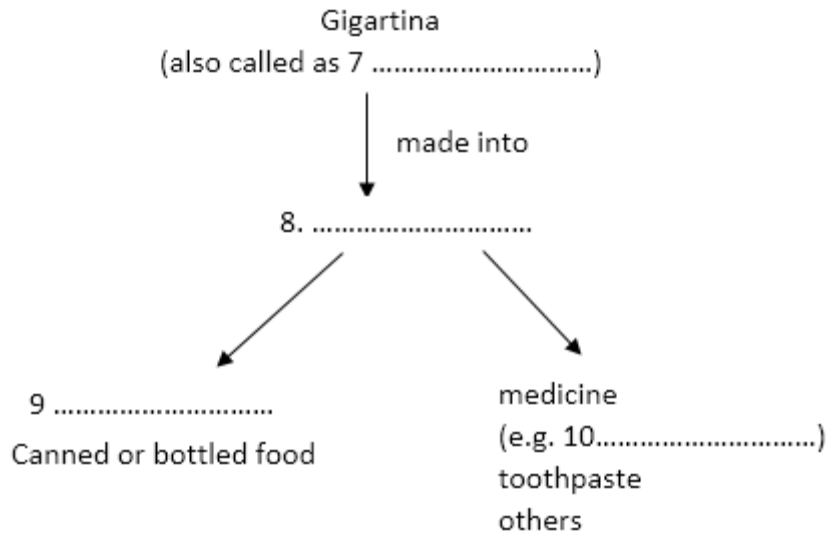 Gigartina
(also called as 7 …………………………)
made into
8. …………………………
9 …………………………
Canned or bottled food
medicine
(e.g. 10…………………………)
toothpaste
others